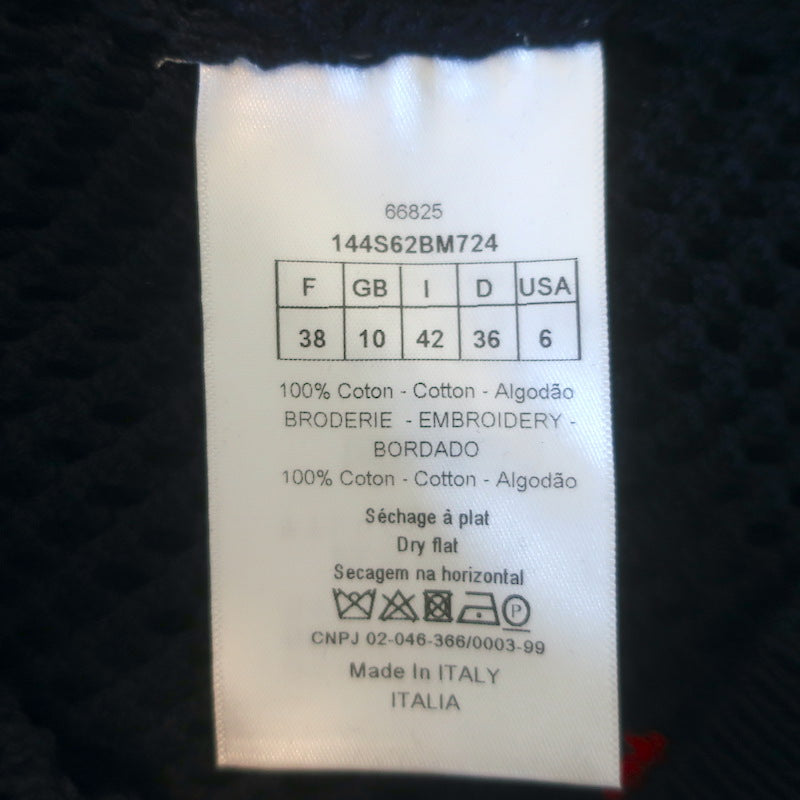 66825
144S62BM724
F GB I D USA
38 10 42 36 6
100% Coton - Cotton - Algodão
BRODERIE - EMBROIDERY -
BORDADO
100% Coton - Cotton - Algodão
Séchage à plat
Dry flat
Secagem na horizontal
P
CNPJ 02-046-366/0003-99
Made In ITALY
ITALIA